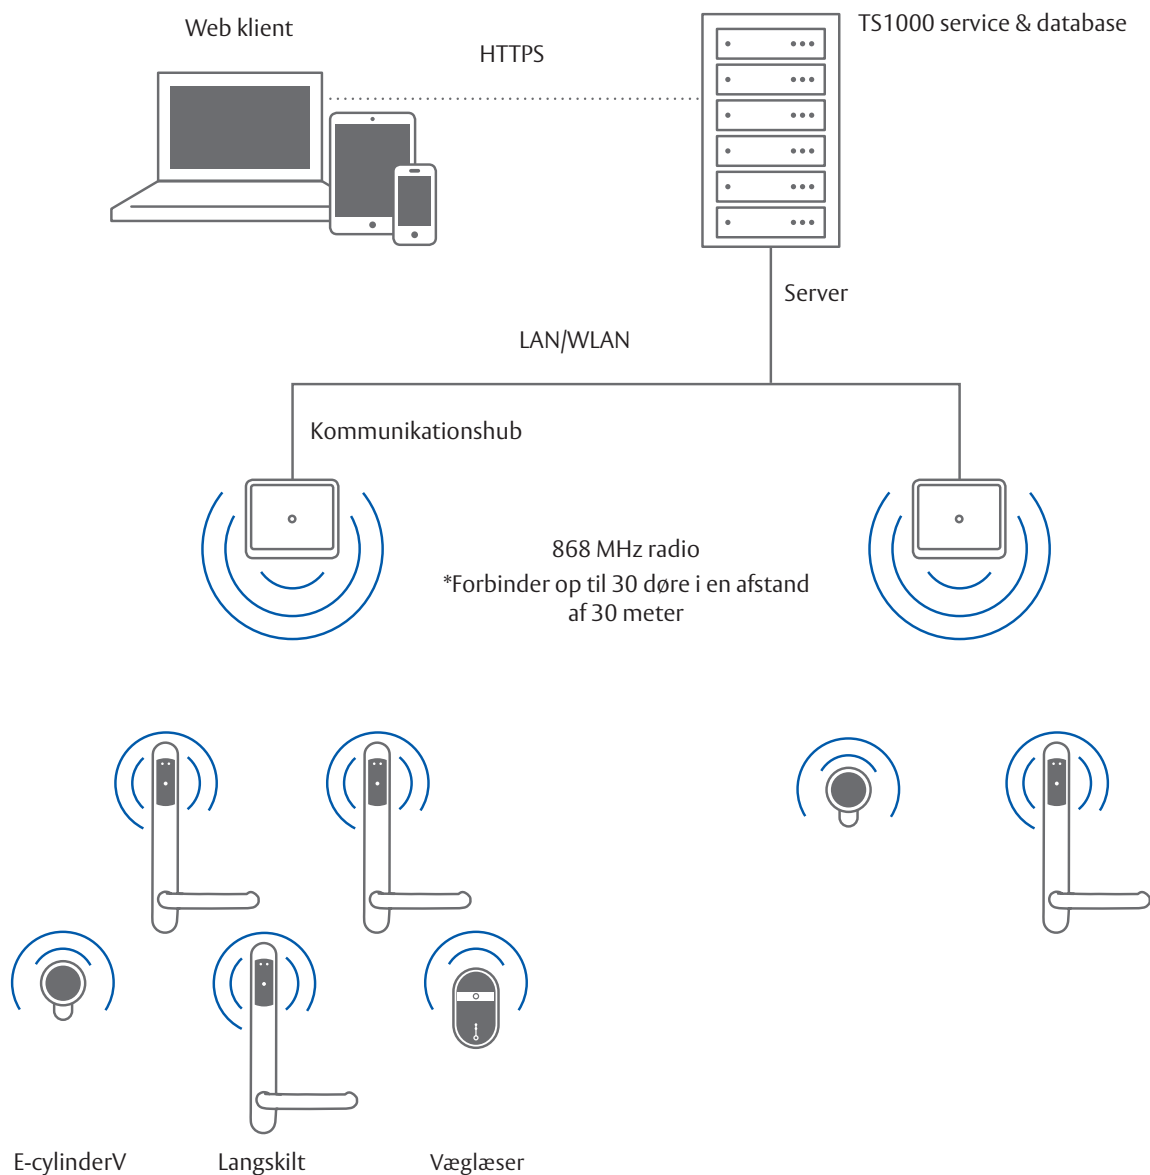 Web klient
TS1000 service & database
HTTPS
Server
LAN/WLAN
Kommunikationshub
868 MHz radio
*Forbinder op til 30 døre i en afstand
af 30 meter
E-cylinderV
Langskilt
Væglæser